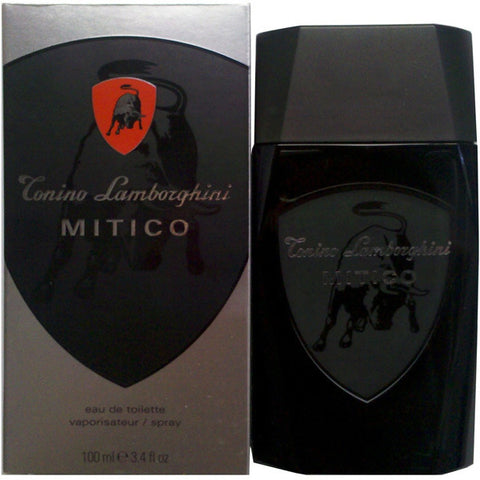 Tonino Lamborghini
MITICO
eau de toilette
vaporisateur / spray
100 ml ℮ 3.4 fl oz
Tonino Lamborghini
MITICO